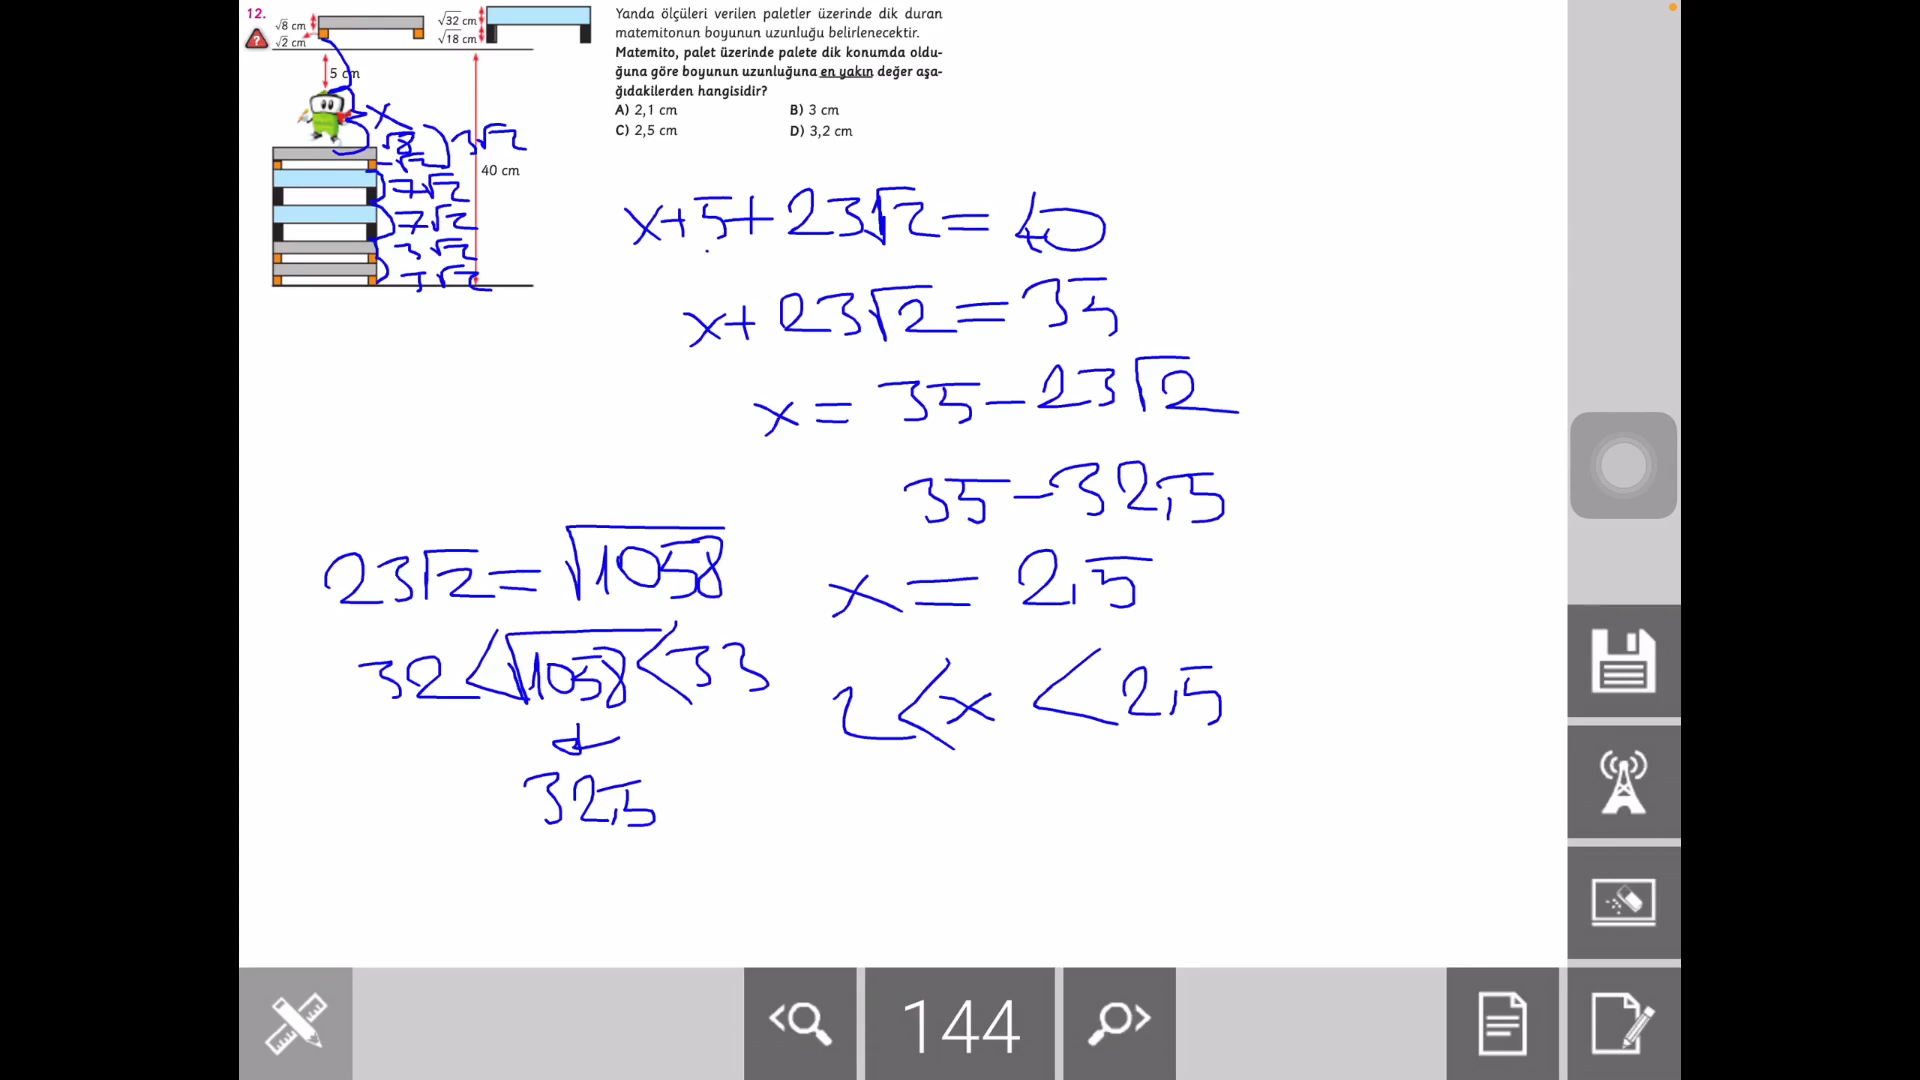 12.
√8 cm
√2 cm
√32 cm
√18 cm
Yanda ölçüleri verilen paletler üzerinde dik duran
matemitonun boyunun uzunluğu belirlenecektir.
Matemito, palet üzerinde palete dik konumda oldu-
ğuna göre boyunun uzunluğuna en yakın değer aşa-
ğıdakilerden hangisidir?
A) 2,1 cm
B) 3 cm
C) 2,5 cm
D) 3,2 cm
5 cm
x
√8
√2
3√2
40 cm
7√2
7√2
3√2
3√2
x+5+23√2=40
x+23√2=35
x=35-23√2
35-32,5
x=2,5
2<x<2,5
23√2=√1058
32<√1058<33
32,5
144